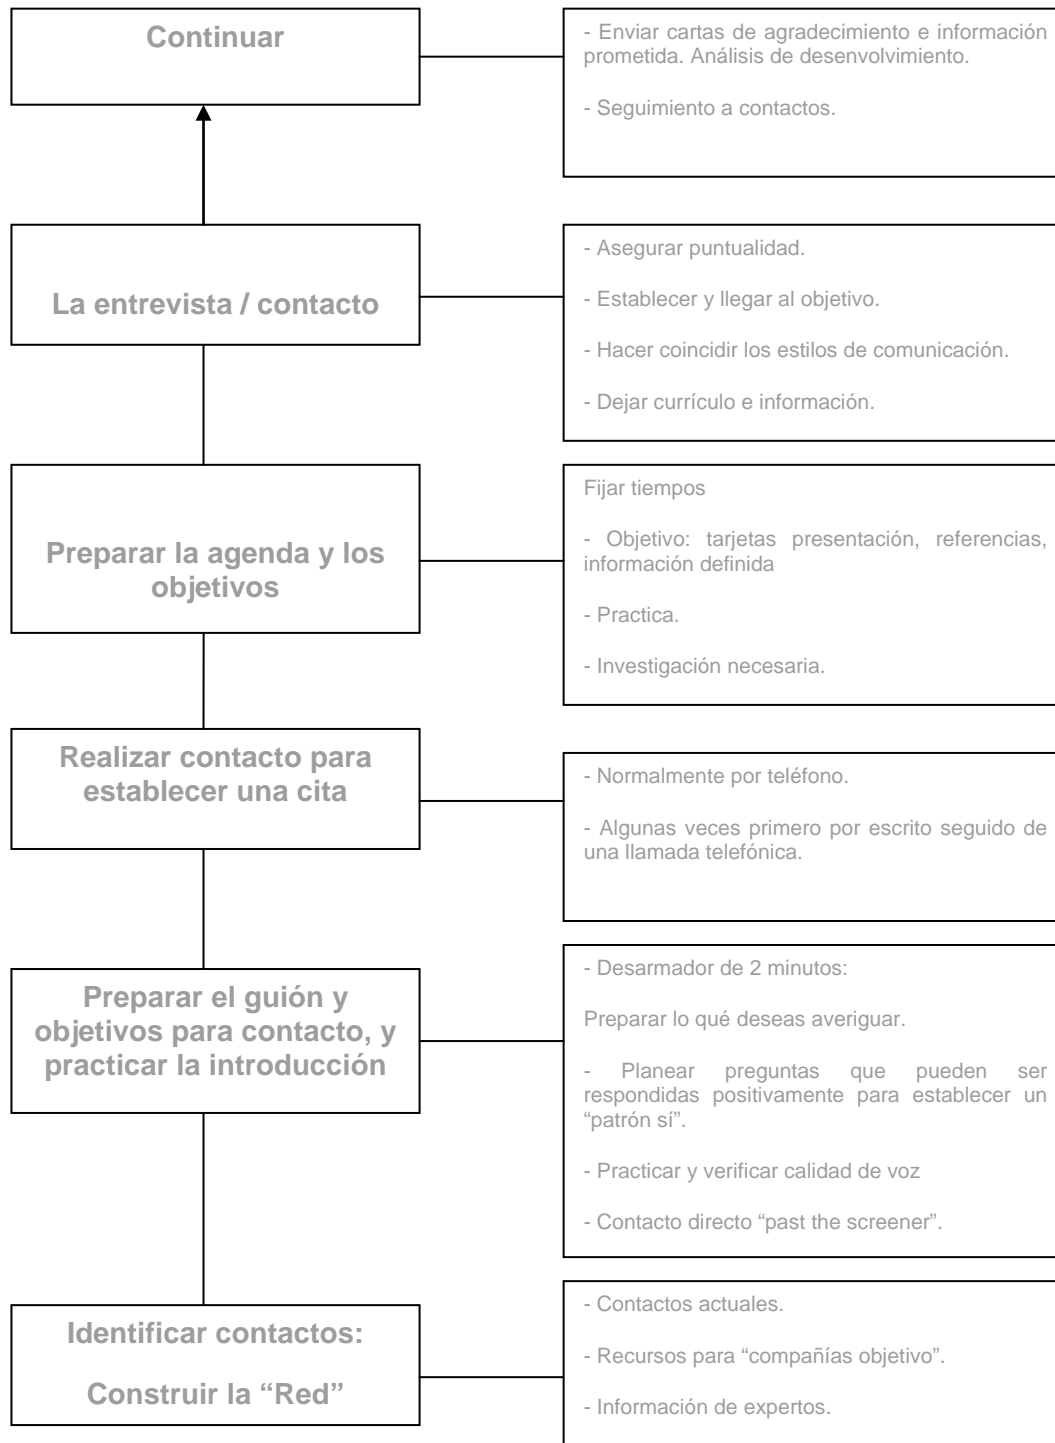 Continuar
- Enviar cartas de agradecimiento e información
prometida. Análisis de desenvolvimiento.
- Seguimiento a contactos.
La entrevista / contacto
- Asegurar puntualidad.
- Establecer y llegar al objetivo.
- Hacer coincidir los estilos de comunicación.
- Dejar currículo e información.
Preparar la agenda y los
objetivos
Fijar tiempos
- Objetivo: tarjetas presentación, referencias,
información definida
- Practica.
- Investigación necesaria.
Realizar contacto para
establecer una cita
- Normalmente por teléfono.
- Algunas veces primero por escrito seguido de
una llamada telefónica.
Preparar el guión y
objetivos para contacto, y
practicar la introducción
- Desarmador de 2 minutos:
Preparar lo qué deseas averiguar.
- Planear preguntas que pueden ser
respondidas positivamente para establecer un
“patrón sí”.
- Practicar y verificar calidad de voz
- Contacto directo “past the screener”.
Identificar contactos:
Construir la “Red”
- Contactos actuales.
- Recursos para “compañías objetivo”.
- Información de expertos.